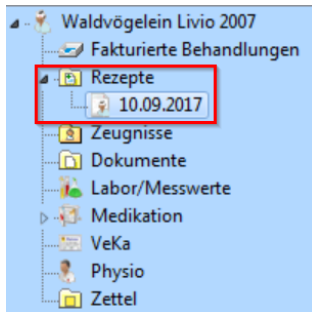 Waldvögelein Livio 2007
Fakturierte Behandlungen
Rezepte
10.09.2017
Zeugnisse
Dokumente
Labor/Messwerte
Medikation
VeKa
Physio
Zettel